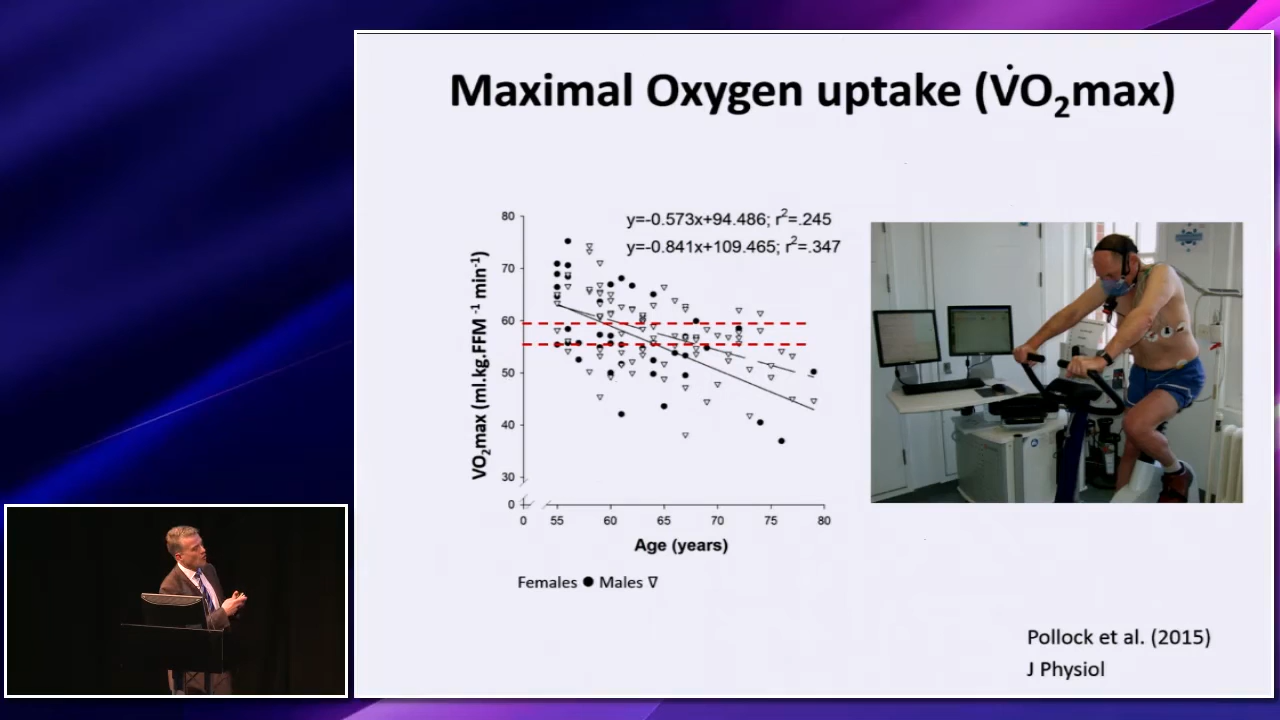 Maximal Oxygen uptake (V̇O₂max)
y=-0.573x+94.486; r²=.245
y=-0.841x+109.465; r²=.347
VO₂max (ml.kg.FFM⁻¹ min⁻¹)
80
70
60
50
40
30
0
0 55 60 65 70 75 80
Age (years)
Females ● Males ∇
Pollock et al. (2015)
J Physiol